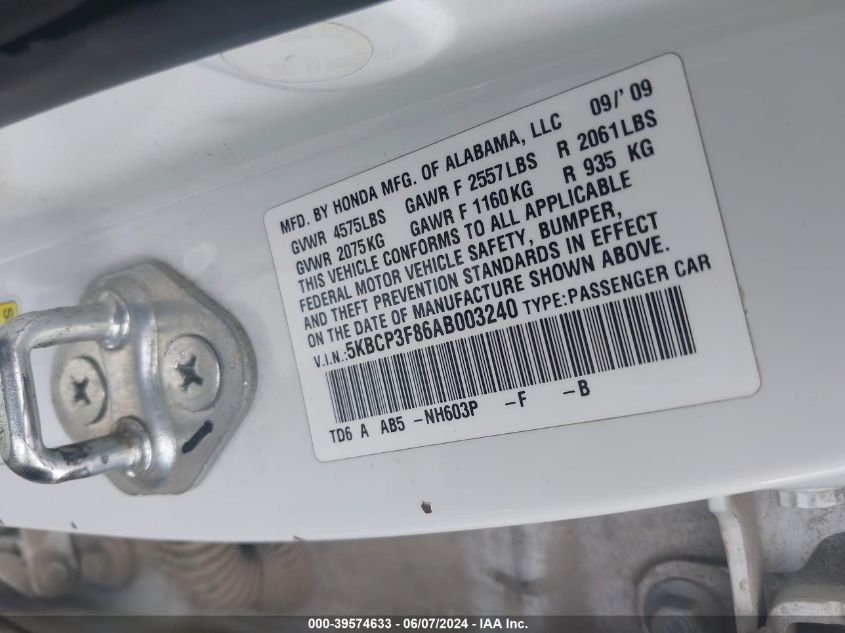 MFD. BY HONDA MFG. OF ALABAMA, LLC 09/'09
GVWR 4575LBS GAWR F 2557LBS R 2061LBS
GVWR 2075KG GAWR F 1160KG R 935 KG
THIS VEHICLE CONFORMS TO ALL APPLICABLE
FEDERAL MOTOR VEHICLE SAFETY, BUMPER,
AND THEFT PREVENTION STANDARDS IN EFFECT
ON THE DATE OF MANUFACTURE SHOWN ABOVE.
V.I.N.:5KBCP3F86AB003240 TYPE:PASSENGER CAR
TD6 A AB5 -NH603P -F -B
000-39574633 - 06/07/2024 - IAA Inc.